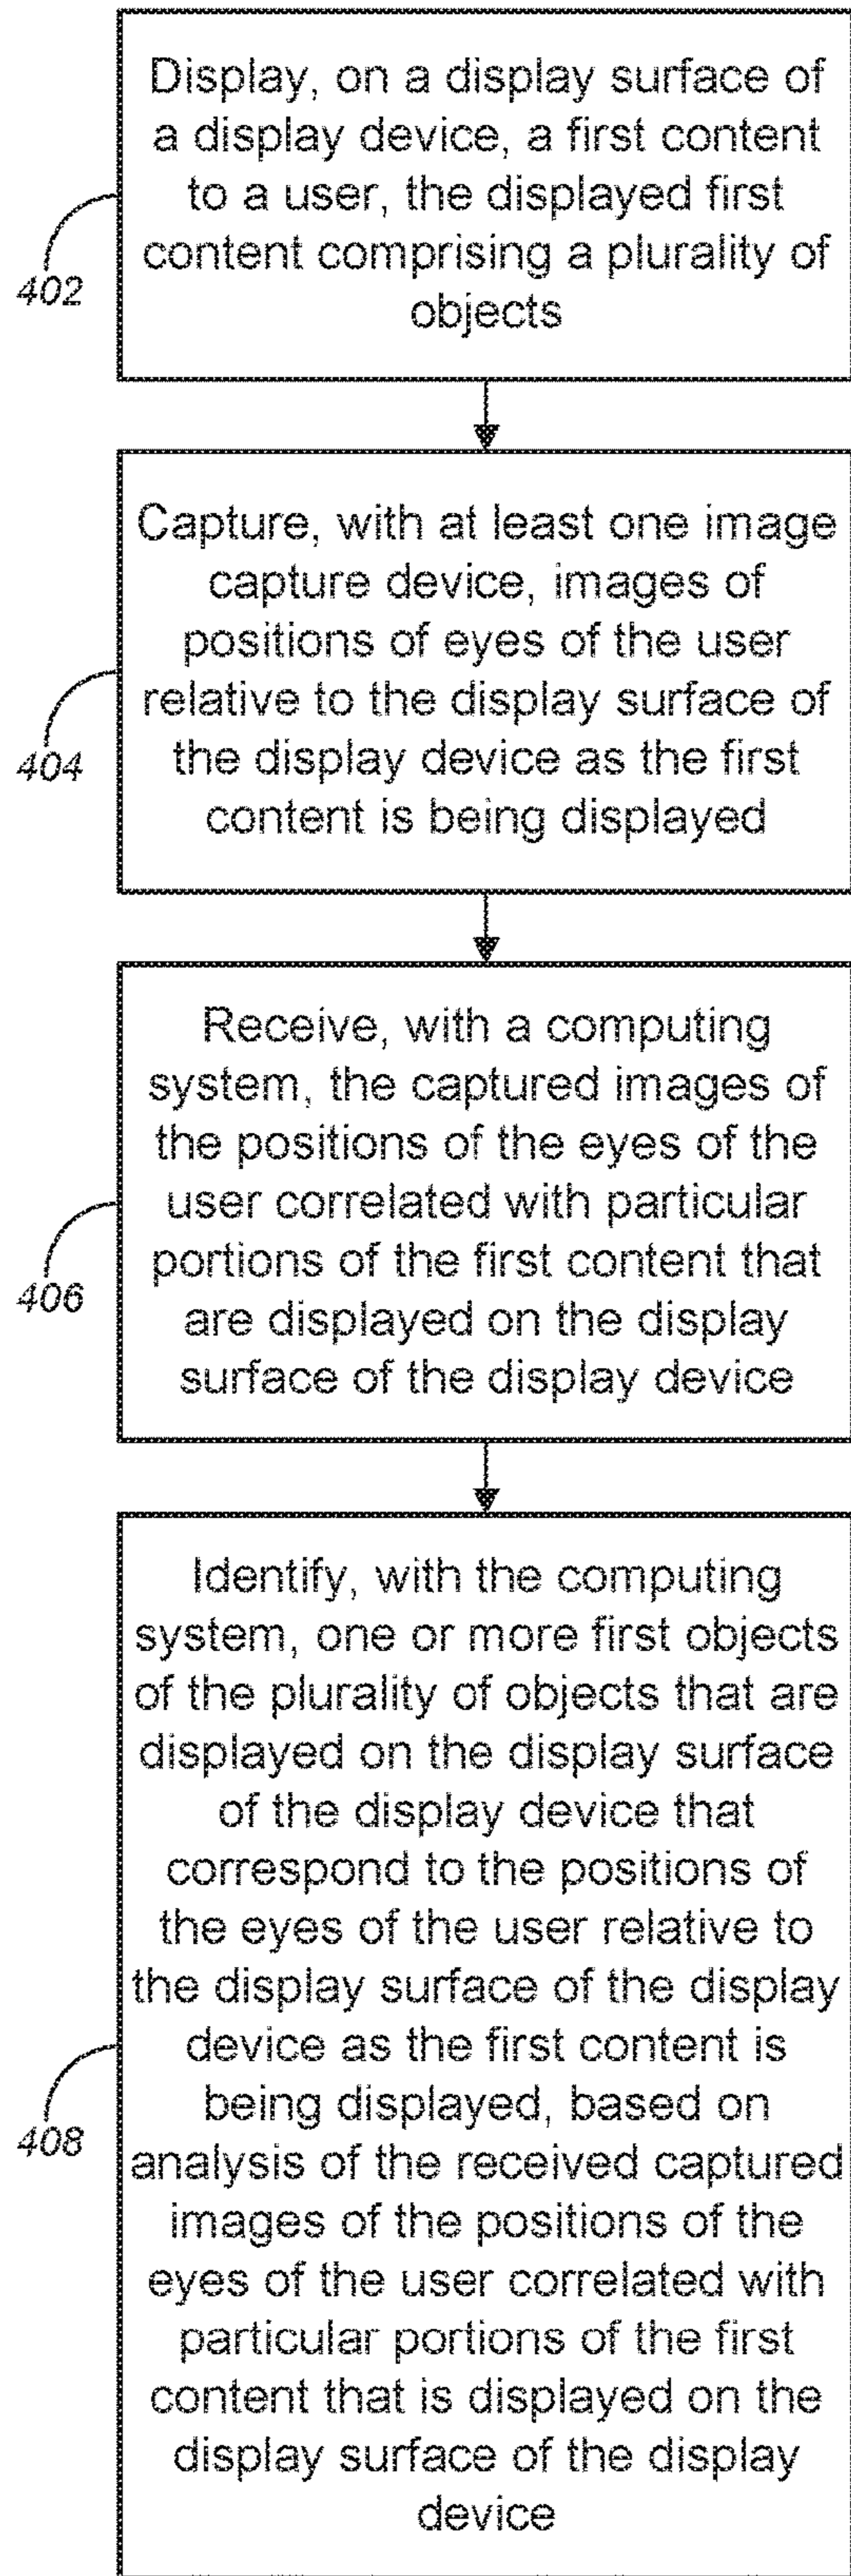 Display, on a display surface of
a display device, a first content
to a user, the displayed first
content comprising a plurality of
objects
402
Capture, with at least one image
capture device, images of
positions of eyes of the user
relative to the display surface of
the display device as the first
content is being displayed
404
Receive, with a computing
system, the captured images of
the positions of the eyes of the
user correlated with particular
portions of the first content that
are displayed on the display
surface of the display device
406
Identify, with the computing
system, one or more first objects
of the plurality of objects that are
displayed on the display surface
of the display device that
correspond to the positions of
the eyes of the user relative to
the display surface of the display
device as the first content is
being displayed, based on
analysis of the received captured
images of the positions of the
eyes of the user correlated with
particular portions of the first
content that is displayed on the
display surface of the display
device
408